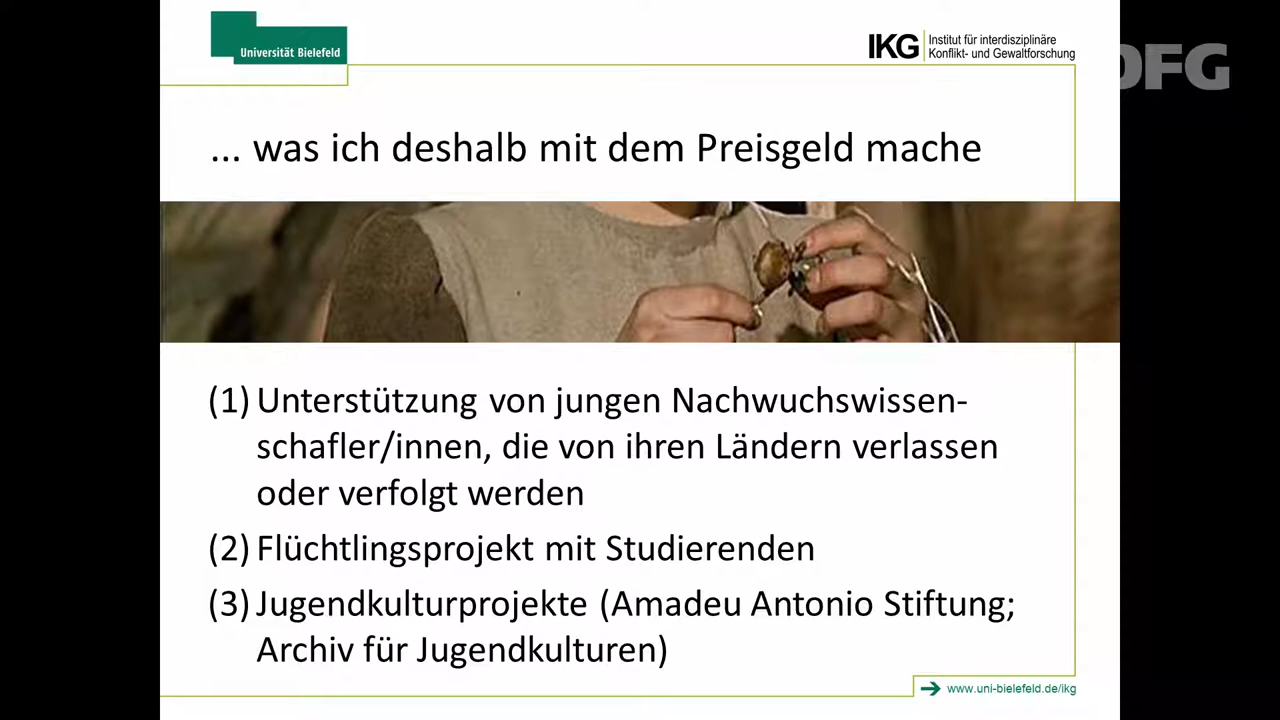 Universität Bielefeld
IKG Institut für interdisziplinäre
Konflikt- und Gewaltforschung
DFG
... was ich deshalb mit dem Preisgeld mache
(1) Unterstützung von jungen Nachwuchswissen-
schafler/innen, die von ihren Ländern verlassen
oder verfolgt werden
(2) Flüchtlingsprojekt mit Studierenden
(3) Jugendkulturprojekte (Amadeu Antonio Stiftung;
Archiv für Jugendkulturen)
www.uni-bielefeld.de/ikg